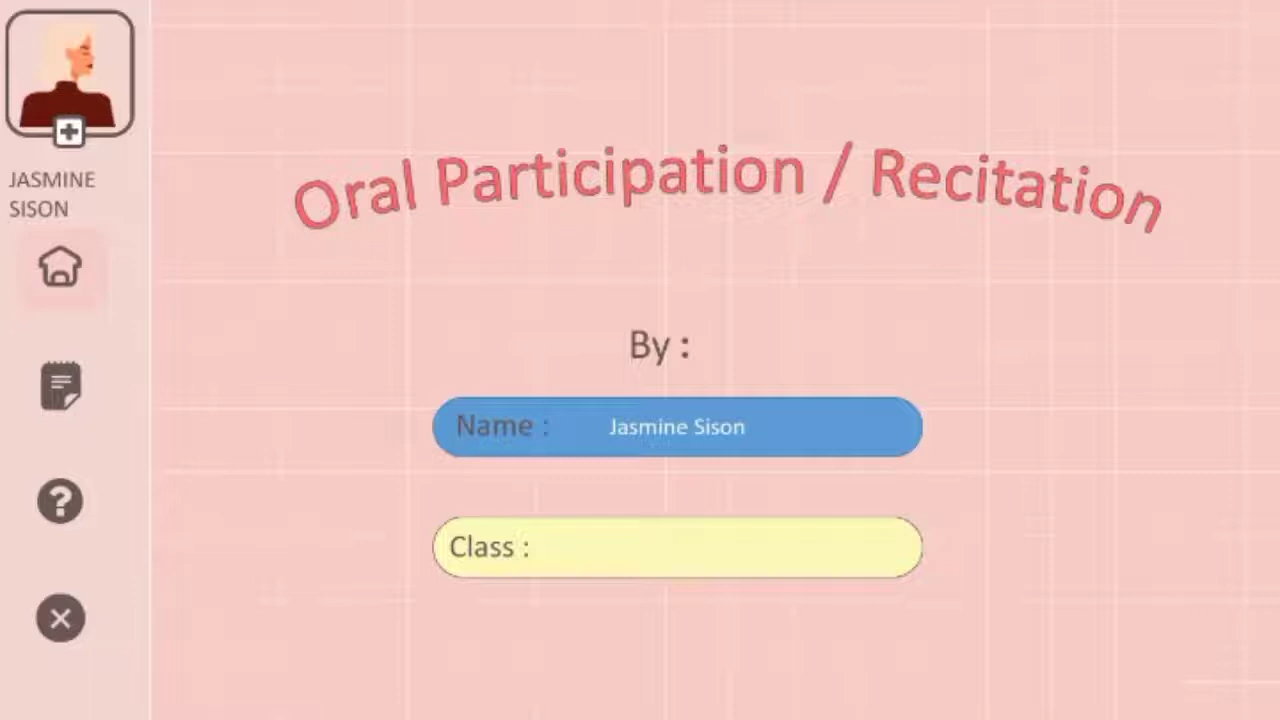 JASMINE
SISON
Oral Participation / Recitation
By :
Name : Jasmine Sison
Class :